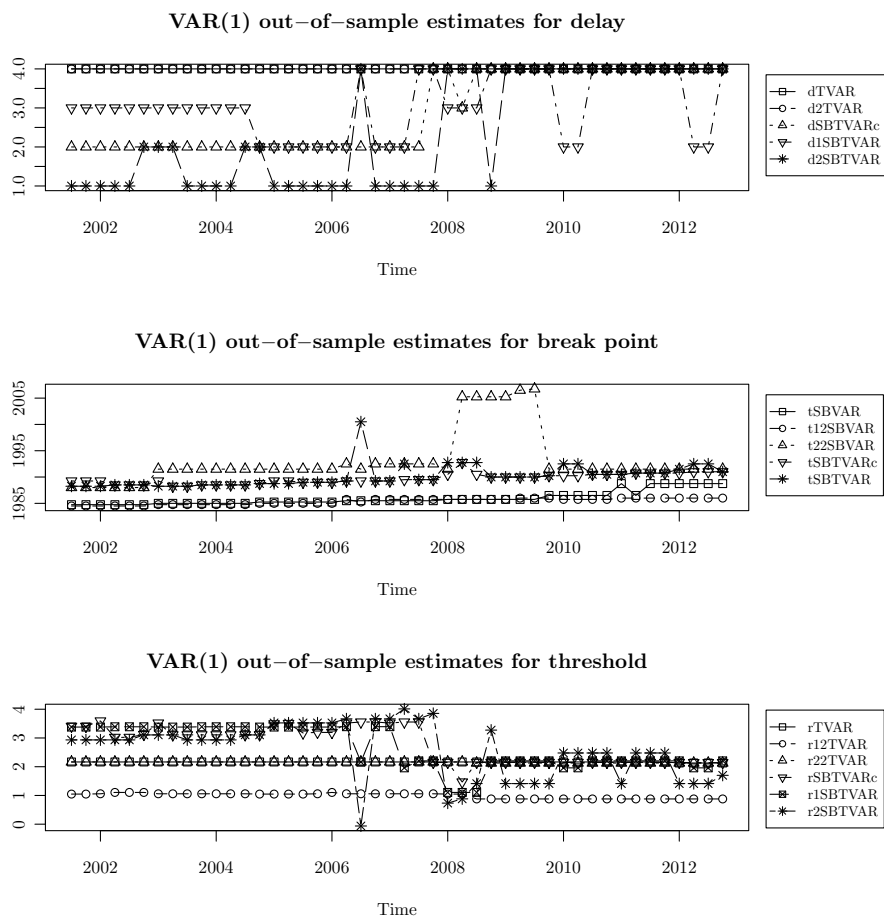 VAR(1) out−of−sample estimates for delay
4.0
3.0
2.0
1.0
2002 2004 2006 2008 2010 2012
Time
dTVAR
d2TVAR
dSBTVARc
d1SBTVAR
d2SBTVAR
VAR(1) out−of−sample estimates for break point
2005
1995
1985
2002 2004 2006 2008 2010 2012
Time
tSBVAR
t12SBVAR
t22SBVAR
tSBTVARc
tSBTVAR
VAR(1) out−of−sample estimates for threshold
4
3
2
1
0
2002 2004 2006 2008 2010 2012
Time
rTVAR
r12TVAR
r22TVAR
rSBTVARc
r1SBTVAR
r2SBTVAR